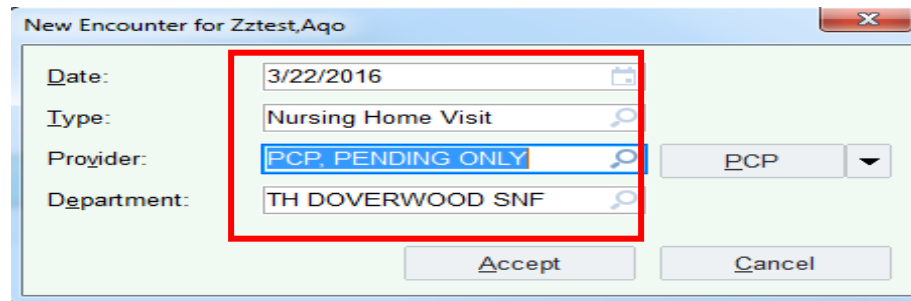 New Encounter for Zztest,Aqo
Date: 3/22/2016
Type: Nursing Home Visit
Provider: PCP, PENDING ONLY PCP
Department: TH DOVERWOOD SNF
Accept Cancel